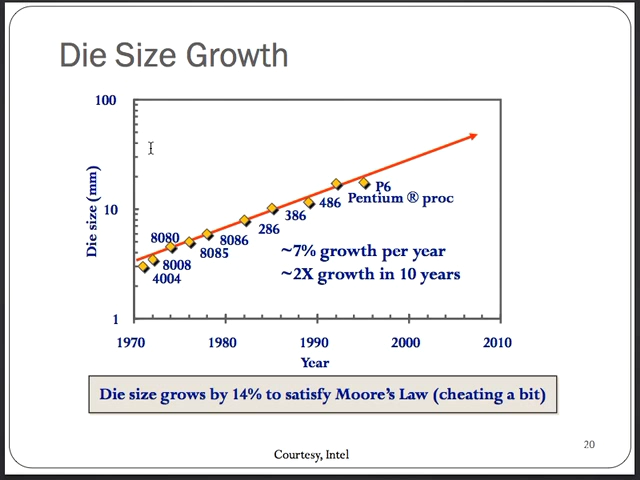 Die Size Growth
100
10
1
Die size (mm)
4004
8008
8080
8085
8086
286
386
486
Pentium ® proc
P6
~7% growth per year
~2X growth in 10 years
1970
1980
1990
2000
2010
Year
Die size grows by 14% to satisfy Moore's Law (cheating a bit)
20
Courtesy, Intel